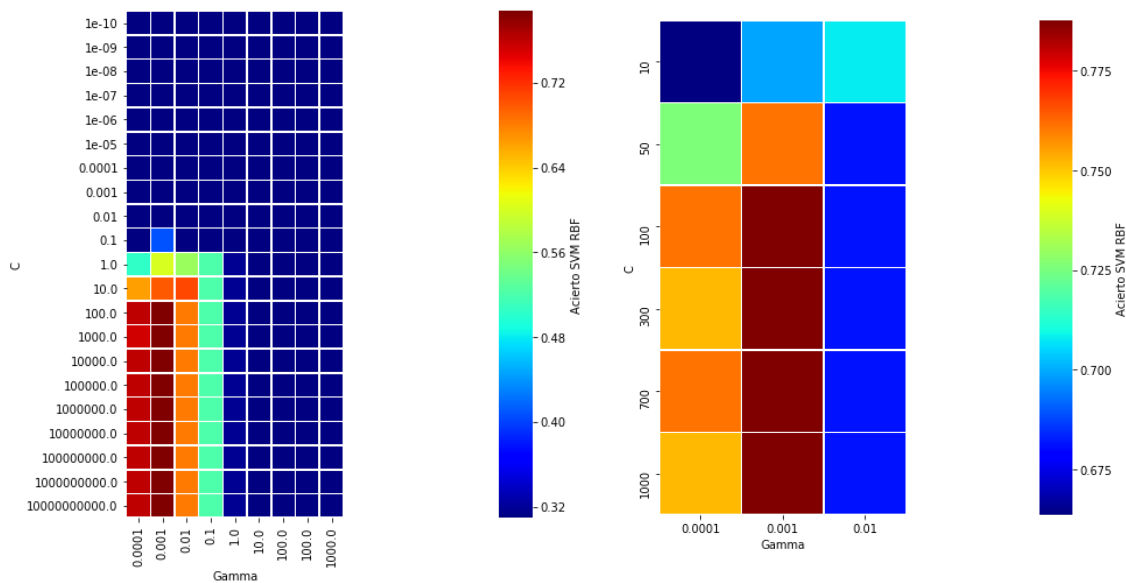 1e-10
1e-09
1e-08
1e-07
1e-06
1e-05
0.0001
0.001
0.01
0.1
1.0
10.0
100.0
1000.0
10000.0
100000.0
1000000.0
10000000.0
100000000.0
1000000000.0
10000000000.0
C
0.0001 0.001 0.01 0.1 1.0 10.0 100.0 100.0 1000.0
Gamma
0.72
0.64
0.56
0.48
0.40
0.32
Acierto SVM RBF
10
50
100
300
700
1000
C
0.0001 0.001 0.01
Gamma
0.775
0.750
0.725
0.700
0.675
Acierto SVM RBF